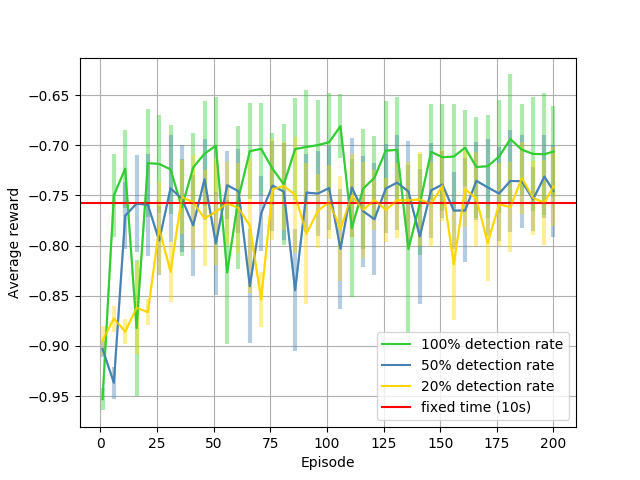 −0.65
−0.70
−0.75
−0.80
−0.85
−0.90
−0.95
Average reward
0
25
50
75
100
125
150
175
200
Episode
100% detection rate
50% detection rate
20% detection rate
fixed time (10s)